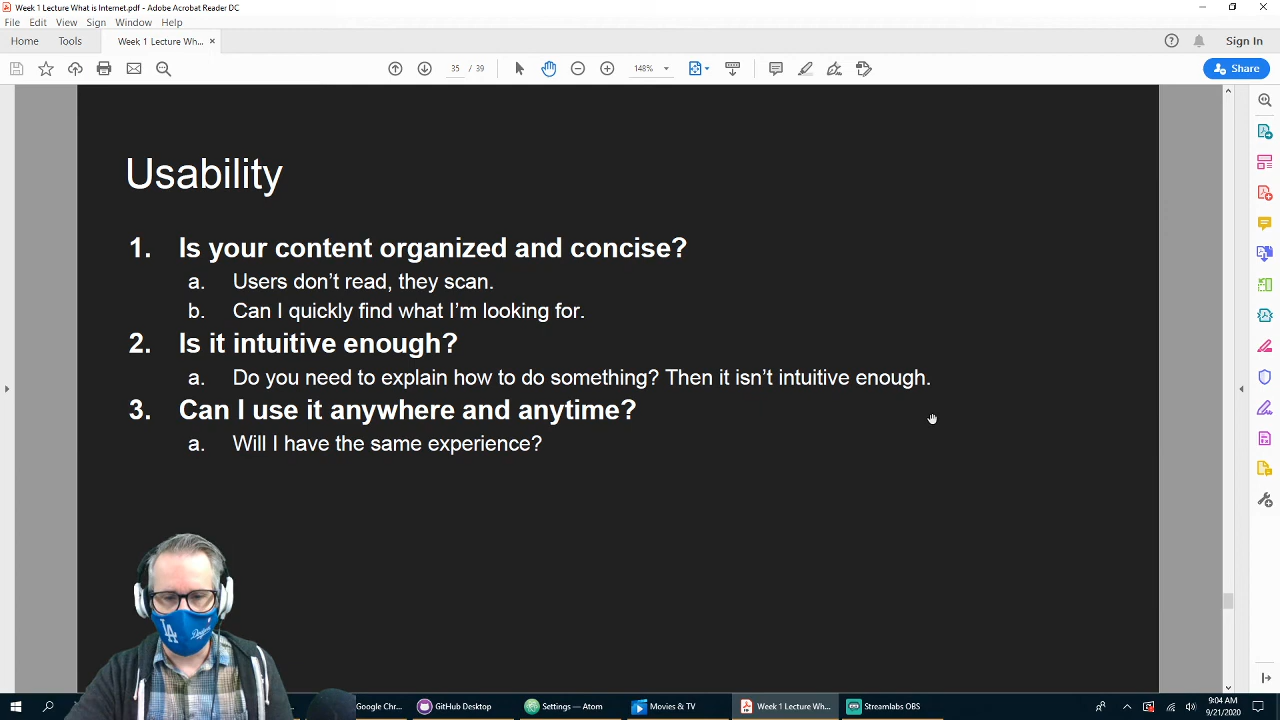 Week 1 Lecture What is Internet.pdf - Adobe Acrobat Reader DC
File Edit View Sign Window Help
Home Tools Week 1 Lecture Wh... × Sign In
35 / 39 148% Share
Usability
1. Is your content organized and concise?
a. Users don’t read, they scan.
b. Can I quickly find what I’m looking for.
2. Is it intuitive enough?
a. Do you need to explain how to do something? Then it isn’t intuitive enough.
3. Can I use it anywhere and anytime?
a. Will I have the same experience?
LA Dodgers
Google Chr... GitHub Desktop Settings — Atom Movies & TV Week 1 Lecture Wh... Streamlabs OBS 9:04 AM
9/21/2020